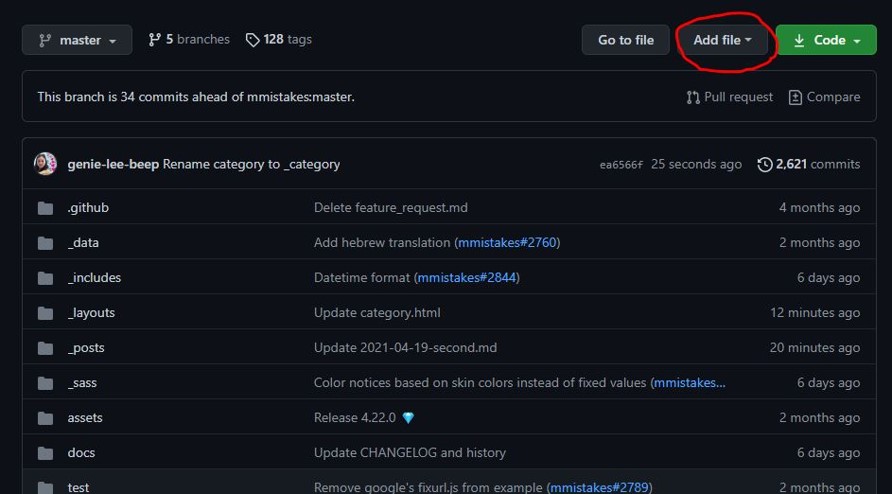 master 5 branches 128 tags Go to file Add file Code
This branch is 34 commits ahead of mmistakes:master. Pull request Compare
genie-lee-beep Rename category to _category ea6566f 25 seconds ago 2,621 commits
.github Delete feature_request.md 4 months ago
_data Add hebrew translation (mmistakes#2760) 2 months ago
_includes Datetime format (mmistakes#2844) 6 days ago
_layouts Update category.html 12 minutes ago
_posts Update 2021-04-19-second.md 20 minutes ago
_sass Color notices based on skin colors instead of fixed values (mmistakes... 6 days ago
assets Release 4.22.0 💎 2 months ago
docs Update CHANGELOG and history 6 days ago
test Remove google's fixurl.js from example (mmistakes#2789) 2 months ago